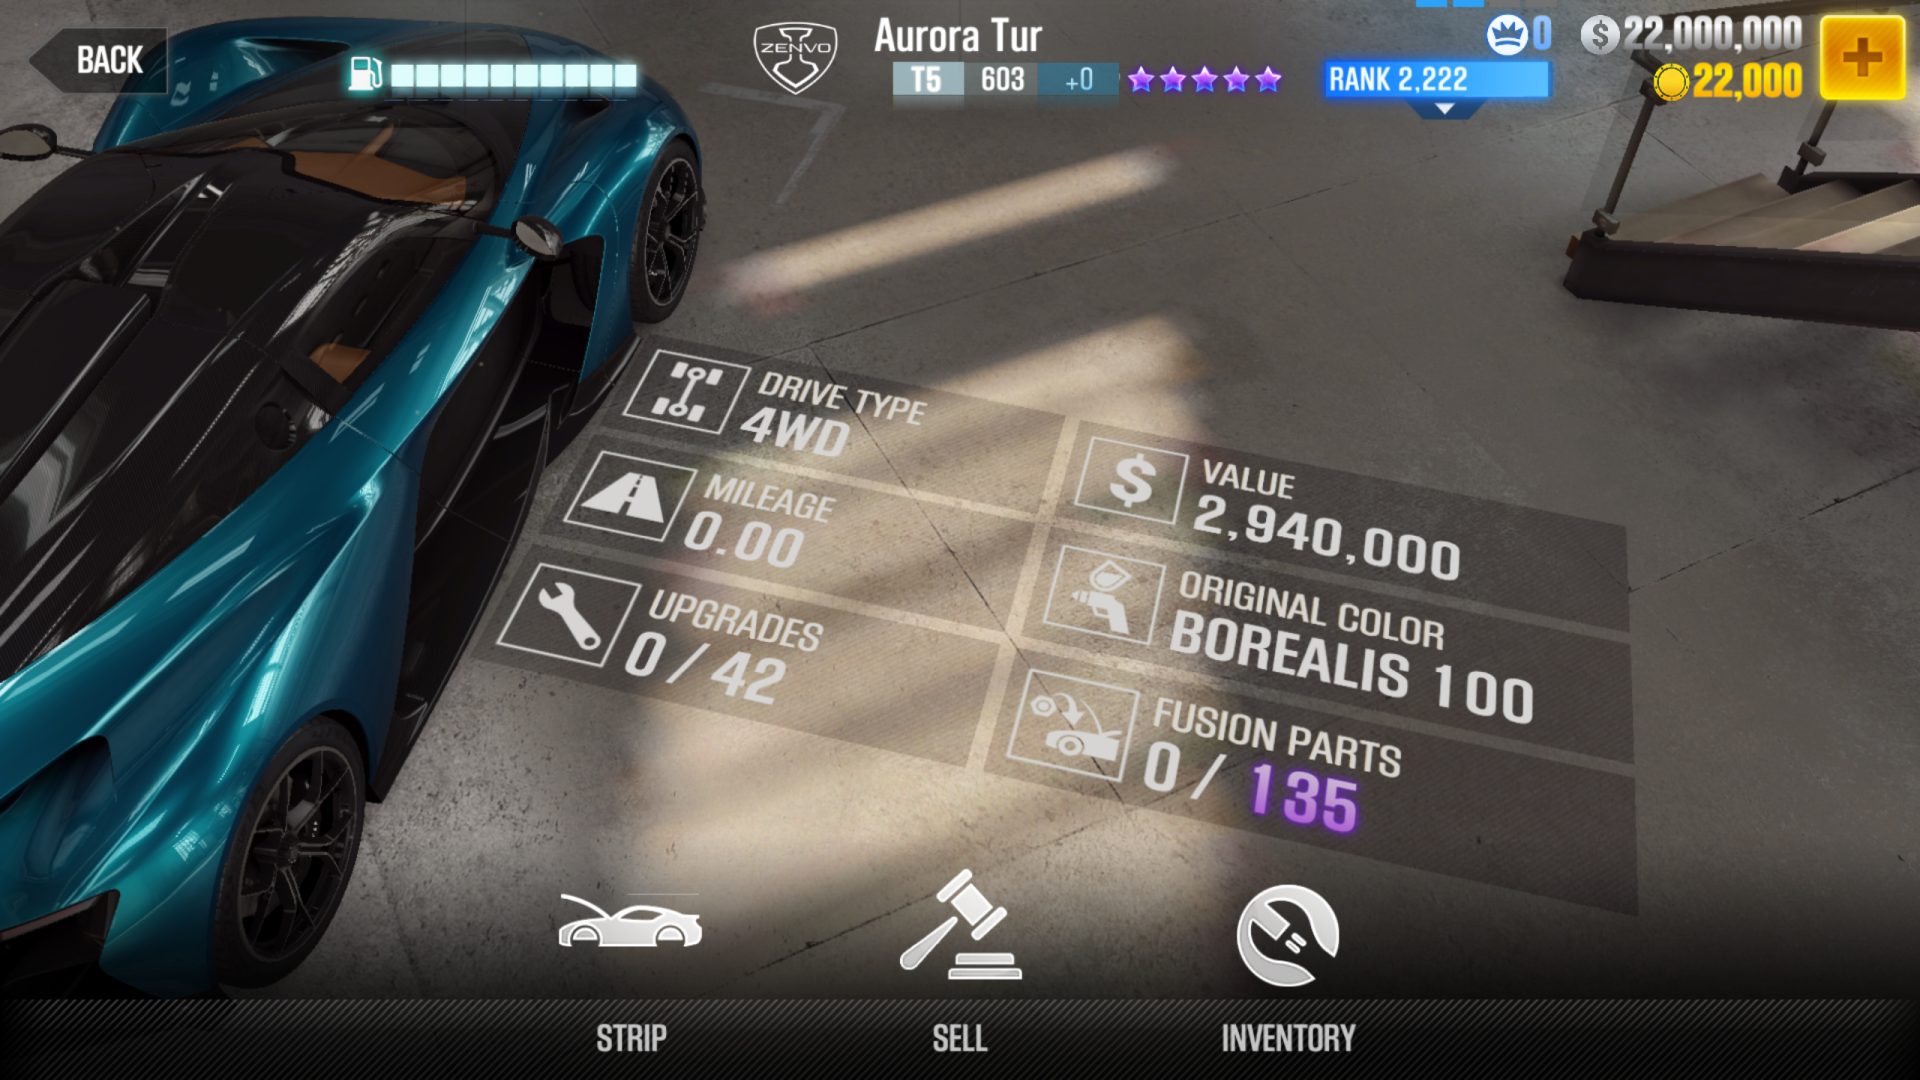 BACK
ZENVO
Aurora Tur
T5 603 +0
RANK 2,222
0
22,000,000
22,000
DRIVE TYPE
4WD
MILEAGE
0.00
UPGRADES
0 / 42
VALUE
2,940,000
ORIGINAL COLOR
BOREALIS 100
FUSION PARTS
0 / 135
STRIP
SELL
INVENTORY